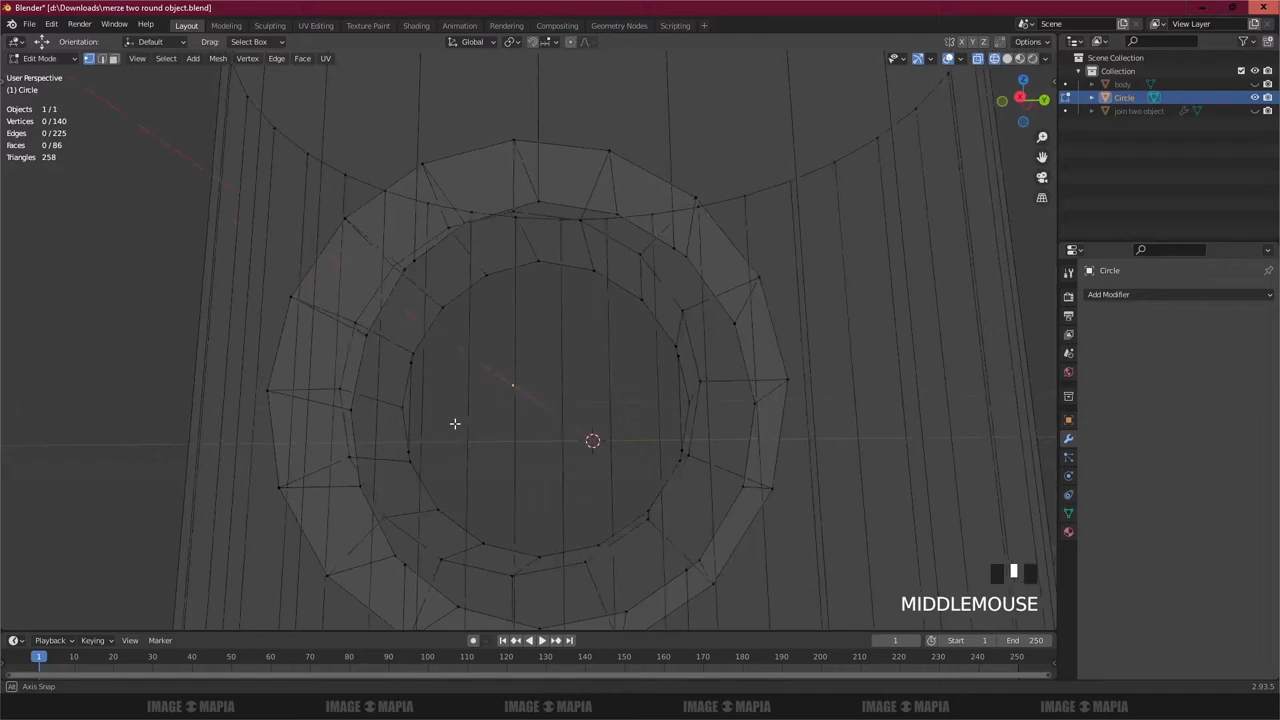 Blender* [d:\Downloads\merze two round object.blend]
File Edit Render Window Help Layout Modeling Sculpting UV Editing Texture Paint Shading Animation Rendering Compositing Geometry Nodes Scripting + Scene View Layer
Orientation: Default Drag: Select Box Global X Y Z Options
Edit Mode View Select Add Mesh Vertex Edge Face UV
User Perspective
(1) Circle
Objects 1/1
Vertices 0/140
Edges 0/225
Faces 0/86
Triangles 258
Z
X Y
Scene Collection
Collection
body
Circle
join two object
Circle
Add Modifier
MIDDLEMOUSE
Playback Keying View Marker 1 Start 1 End 250
1 10 20 30 40 50 60 70 80 90 100 110 120 130 140 150 160 170 180 190 200 210 220 230 240 250
Alt Axis Snap 2.93.5
IMAGE MAPIA IMAGE MAPIA IMAGE MAPIA IMAGE MAPIA IMAGE MAPIA IMAGE MAPIA